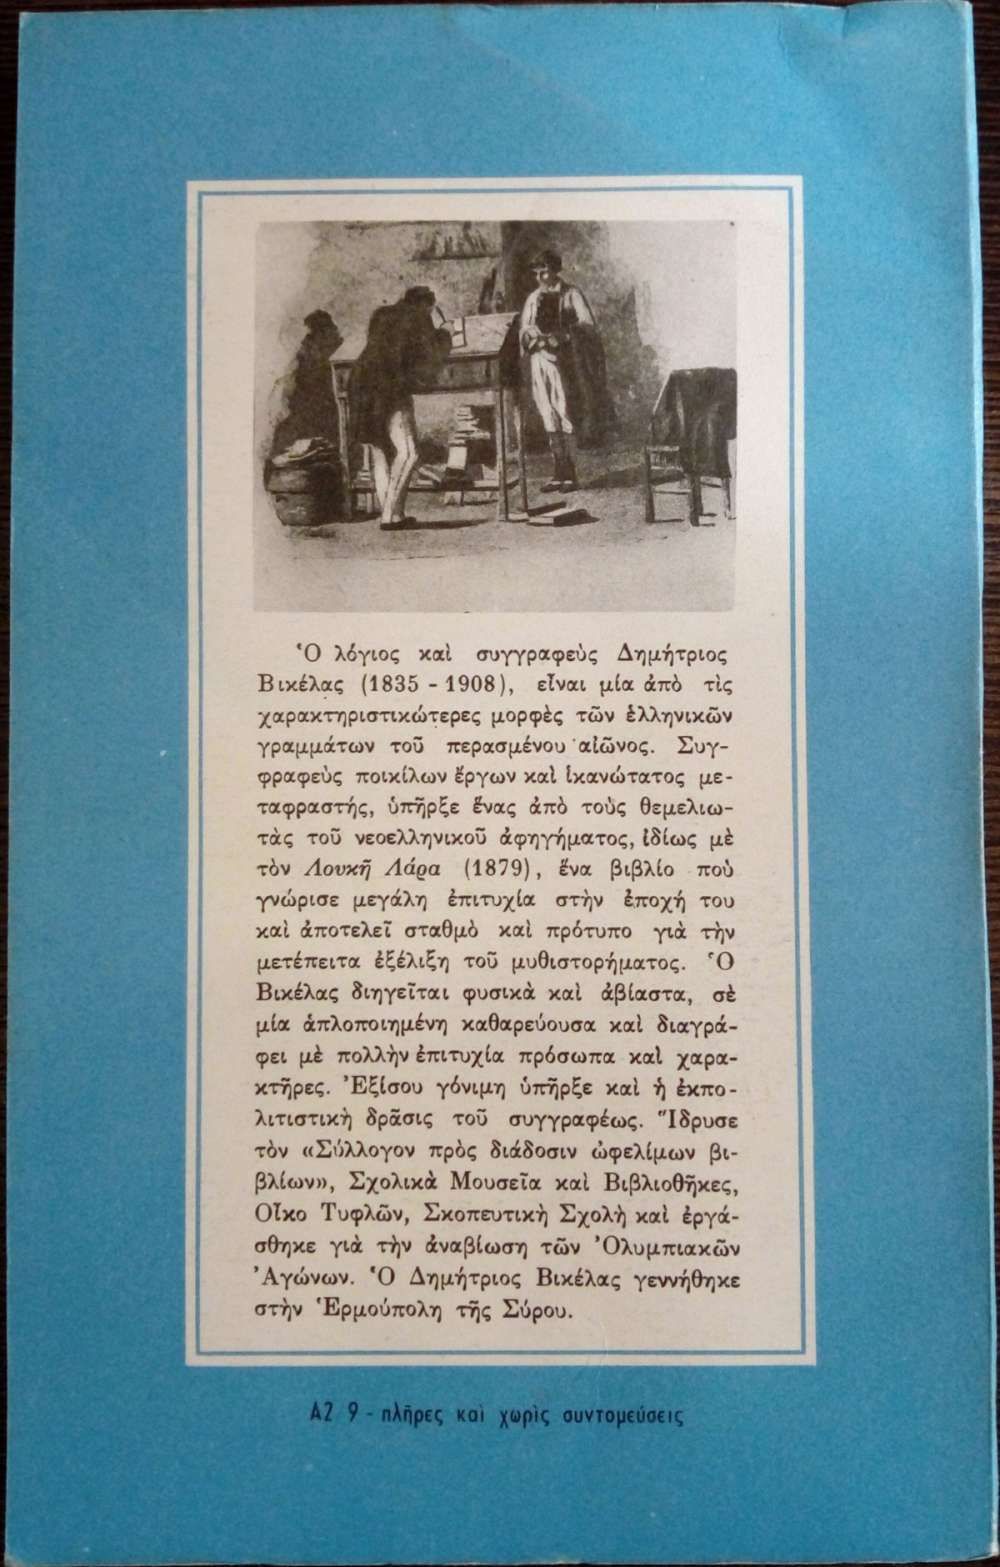 Ὁ λόγιος καὶ συγγραφεὺς Δημήτριος
Βικέλας (1835 - 1908), εἶναι μία ἀπὸ τὶς
χαρακτηριστικώτερες μορφὲς τῶν ἑλληνικῶν
γραμμάτων τοῦ περασμένου αἰῶνος. Συγ-
φραφεὺς ποικίλων ἔργων καὶ ἱκανώτατος με-
ταφραστής, ὑπῆρξε ἕνας ἀπὸ τοὺς θεμελιω-
τὰς τοῦ νεοελληνικοῦ ἀφηγήματος, ἰδίως μὲ
τὸν Λουκῆ Λάρα (1879), ἕνα βιβλίο ποὺ
γνώρισε μεγάλη ἐπιτυχία στὴν ἐποχή του
καὶ ἀποτελεῖ σταθμὸ καὶ πρότυπο γιὰ τὴν
μετέπειτα ἐξέλιξη τοῦ μυθιστορήματος. Ὁ
Βικέλας διηγεῖται φυσικὰ καὶ ἀβίαστα, σὲ
μία ἁπλοποιημένη καθαρεύουσα καὶ διαγρά-
φει μὲ πολλὴν ἐπιτυχία πρόσωπα καὶ χαρα-
κτῆρες. Ἐξίσου γόνιμη ὑπῆρξε καὶ ἡ ἐκπο-
λιτιστικὴ δρᾶσις τοῦ συγγραφέως. Ἵδρυσε
τὸν «Σύλλογον πρὸς διάδοσιν ὠφελίμων βι-
βλίων», Σχολικὰ Μουσεῖα καὶ Βιβλιοθῆκες,
Οἶκο Τυφλῶν, Σκοπευτικὴ Σχολὴ καὶ ἐργά-
σθηκε γιὰ τὴν ἀναβίωση τῶν Ὀλυμπιακῶν
Ἀγώνων. Ὁ Δημήτριος Βικέλας γεννήθηκε
στὴν Ἑρμούπολη τῆς Σύρου.
Α2 9 - πλῆρες καὶ χωρὶς συντομεύσεις